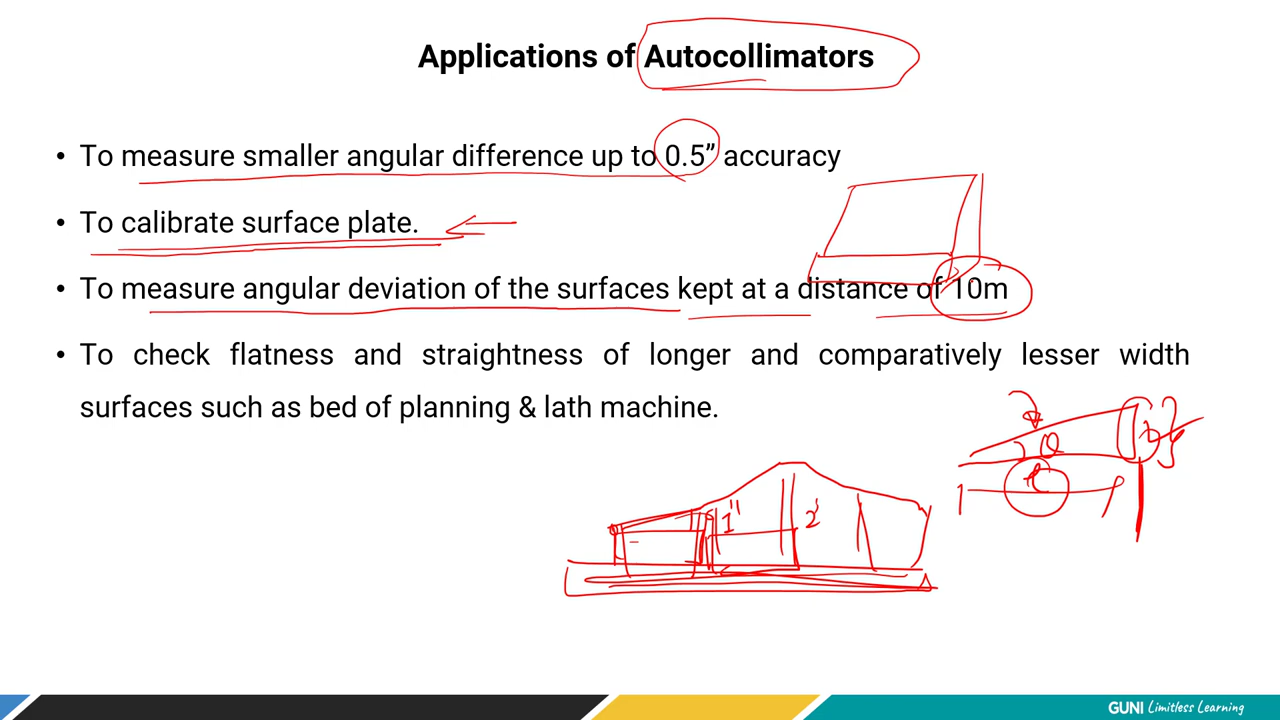 Applications of Autocollimators
• To measure smaller angular difference up to 0.5” accuracy
• To calibrate surface plate.
• To measure angular deviation of the surfaces kept at a distance of 10m
• To check flatness and straightness of longer and comparatively lesser width
surfaces such as bed of planning & lath machine.
θ
1"
2'
GUNI Limitless Learning